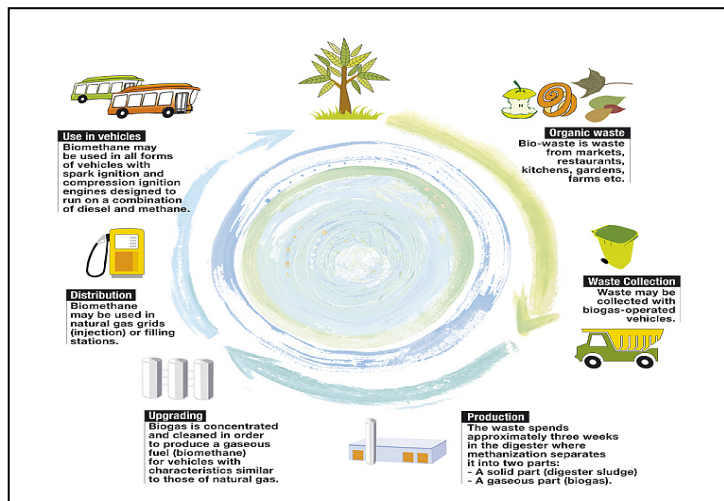 Use in vehicles
Biomethane may
be used in all forms
of vehicles with
spark ignition and
compression ignition
engines designed to
run on a combination
of diesel and methane.
Organic waste
Bio-waste is waste
from markets,
restaurants,
kitchens, gardens,
farms etc.
Distribution
Biomethane
may be used in
natural gas grids
(injection) or filling
stations.
Waste Collection
Waste may be
collected with
biogas-operated
vehicles.
Upgrading
Biogas is concentrated
and cleaned in order
to produce a gaseous
fuel (biomethane)
for vehicles with
characteristics similar
to those of natural gas.
Production
The waste spends
approximately three weeks
in the digester where
methanization separates
it into two parts:
- A solid part (digester sludge)
- A gaseous part (biogas).